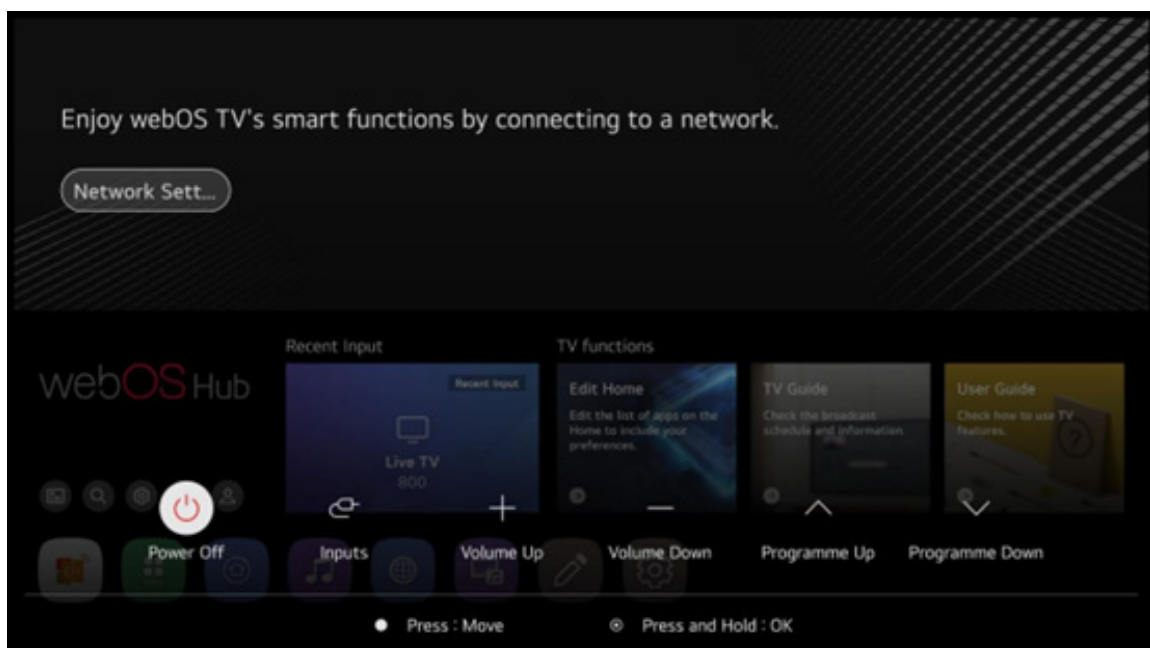 Enjoy webOS TV's smart functions by connecting to a network.
Network Sett...
Recent Input
TV functions
webOS Hub
Recent Input
Live TV
800
Edit Home
Edit the list of apps on the
Home to include your
preferences.
TV Guide
Check the broadcast
schedule and information.
User Guide
Check how to use TV
features.
Power Off
Inputs
Volume Up
Volume Down
Programme Up
Programme Down
Press : Move
Press and Hold : OK